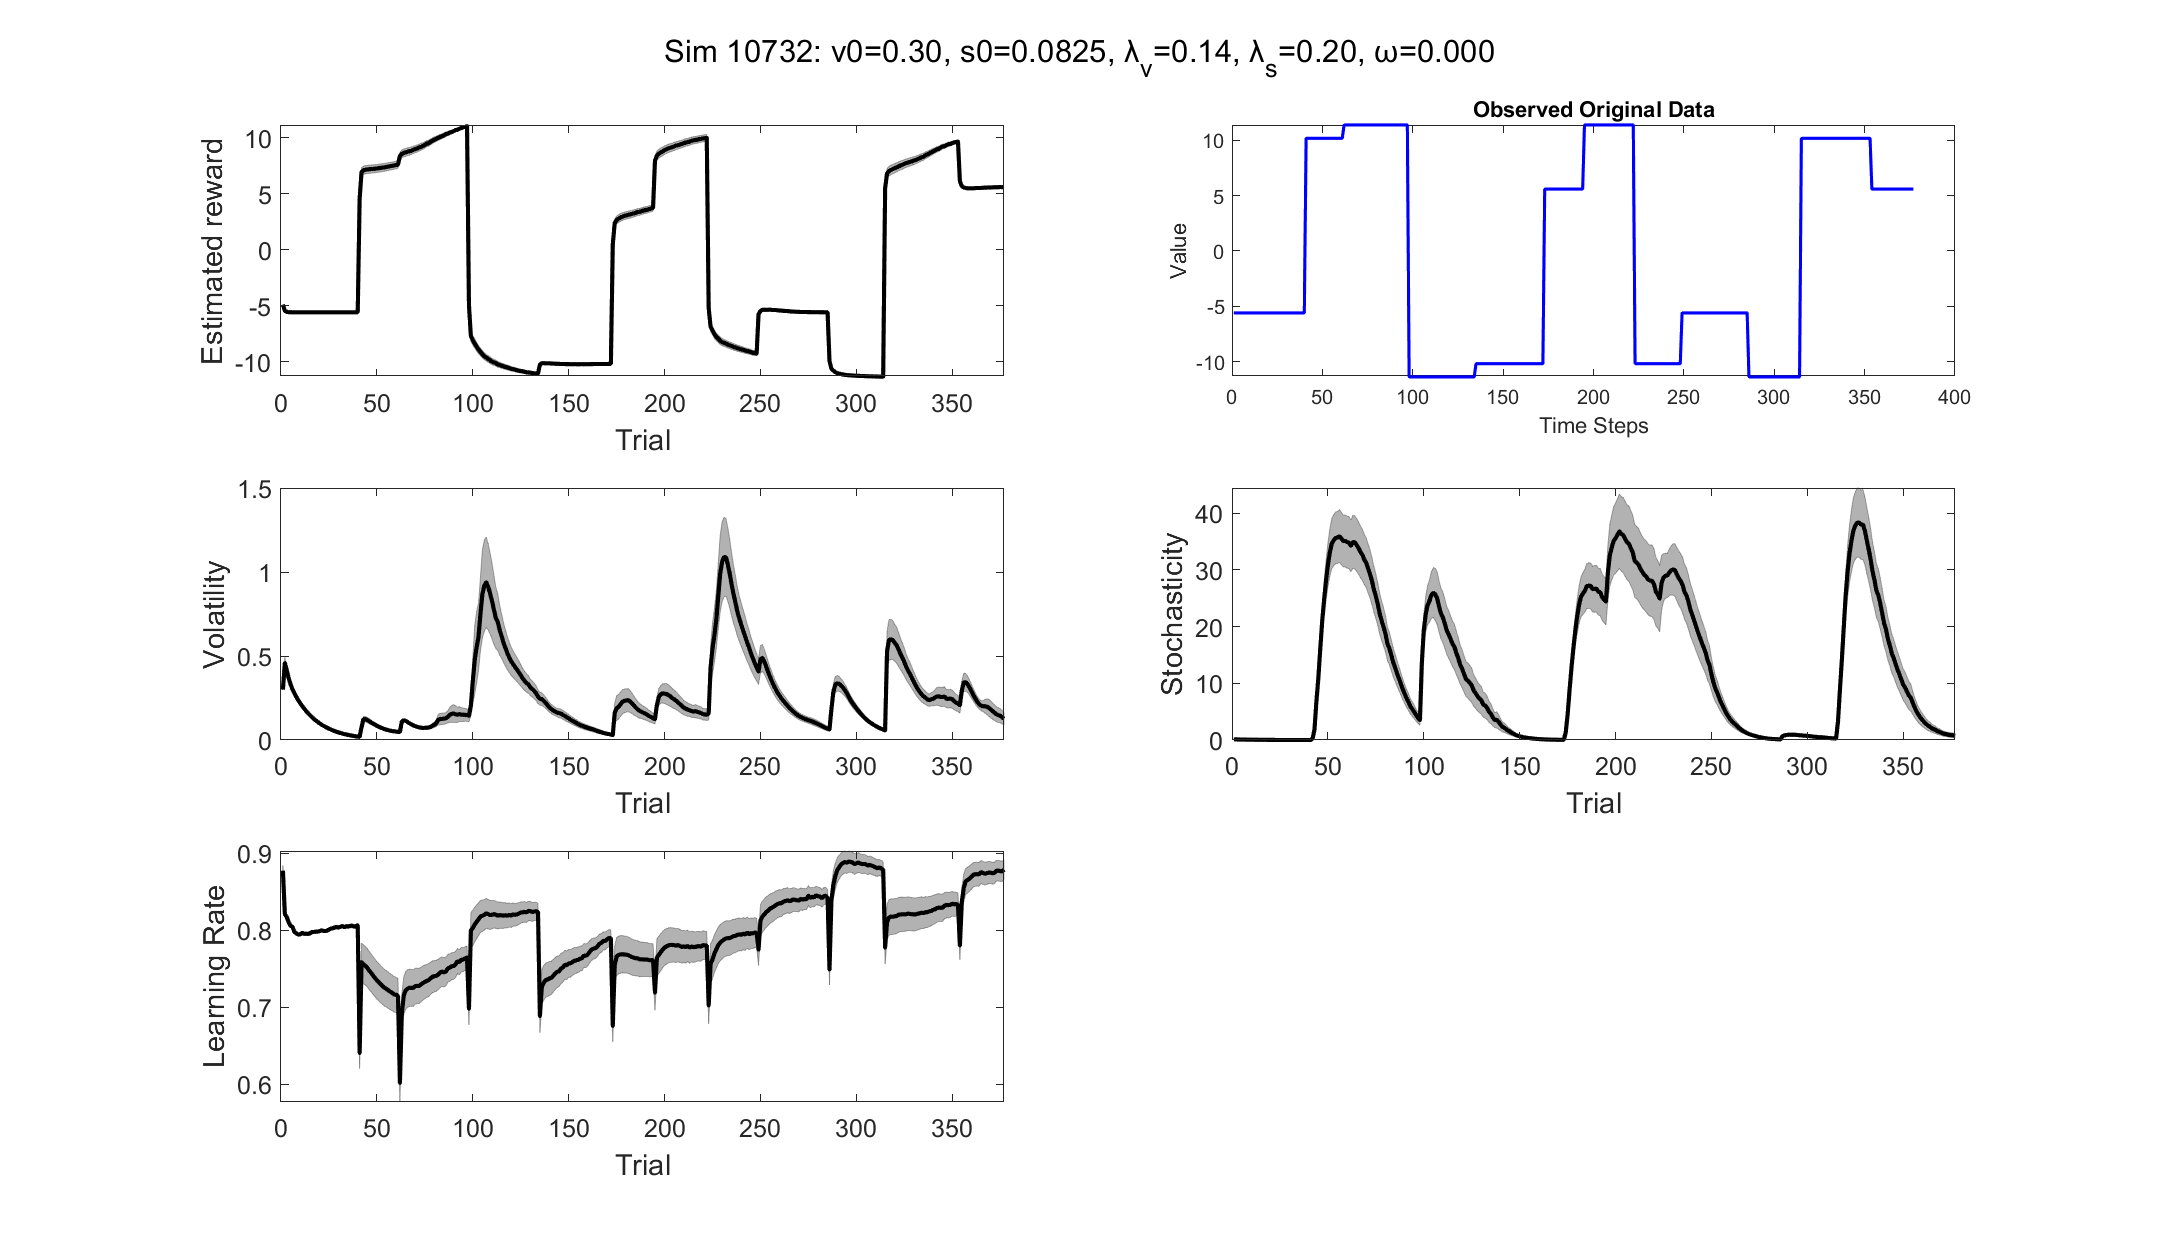 Sim 10732: v0=0.30, s0=0.0825, λ_v=0.14, λ_s=0.20, ω=0.000
Estimated reward
10
5
0
-5
-10
0 50 100 150 200 250 300 350
Trial
Observed Original Data
Value
10
5
0
-5
-10
0 50 100 150 200 250 300 350 400
Time Steps
Volatility
1.5
1
0.5
0
0 50 100 150 200 250 300 350
Trial
Stochasticity
40
30
20
10
0
0 50 100 150 200 250 300 350
Trial
Learning Rate
0.9
0.8
0.7
0.6
0 50 100 150 200 250 300 350
Trial